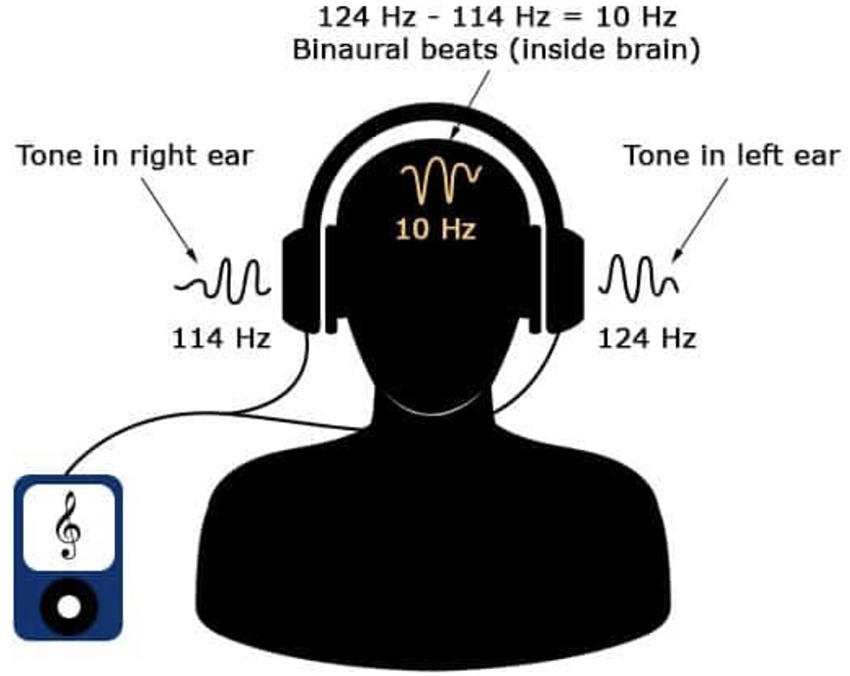 124 Hz - 114 Hz = 10 Hz
Binaural beats (inside brain)
Tone in right ear
Tone in left ear
10 Hz
114 Hz
124 Hz